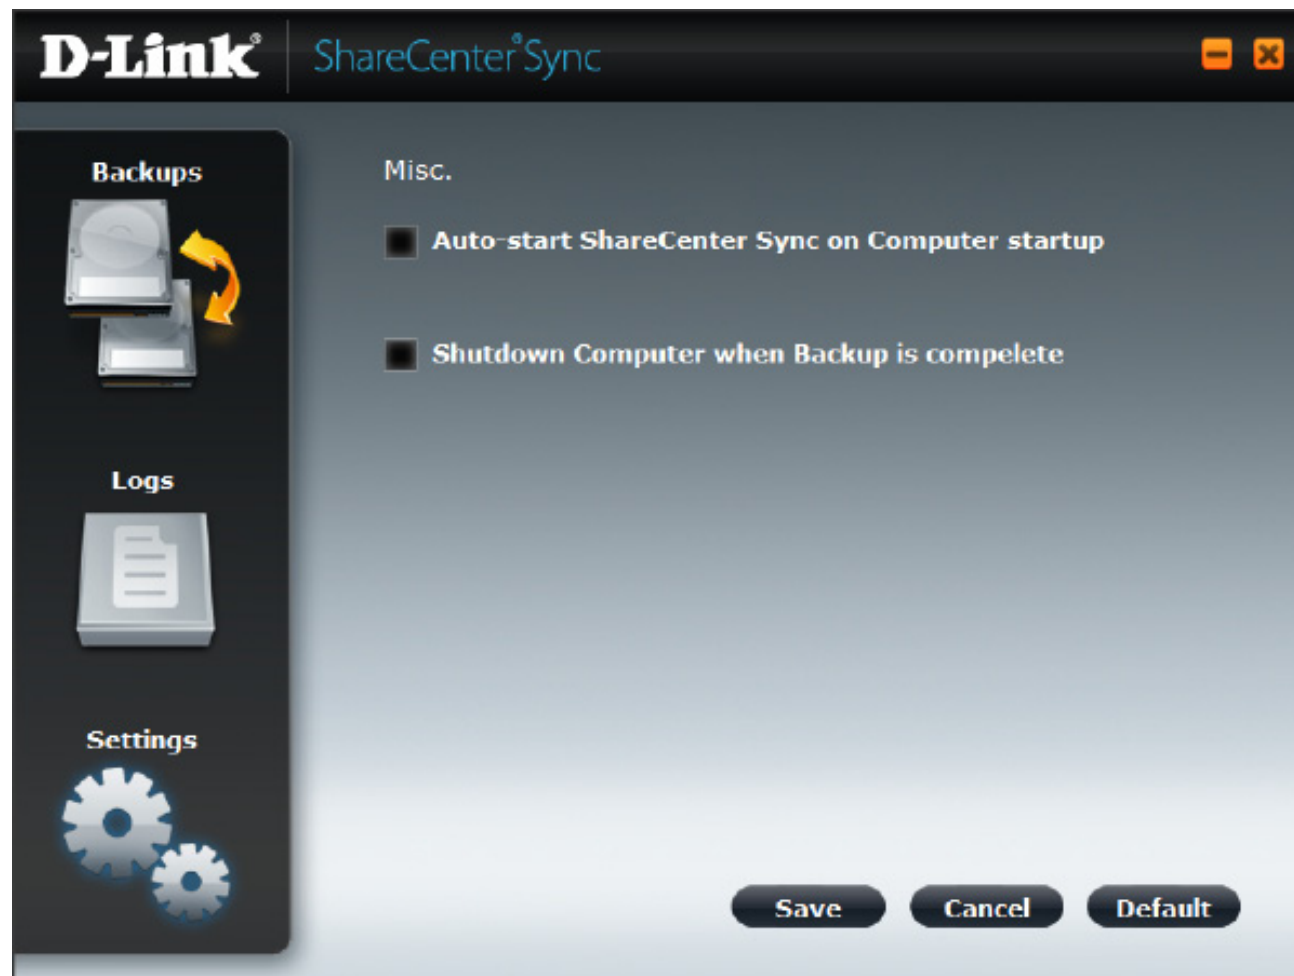 D-Link® ShareCenter® Sync
Backups
Misc.
Auto-start ShareCenter Sync on Computer startup
Shutdown Computer when Backup is compelete
Logs
Settings
Save Cancel Default